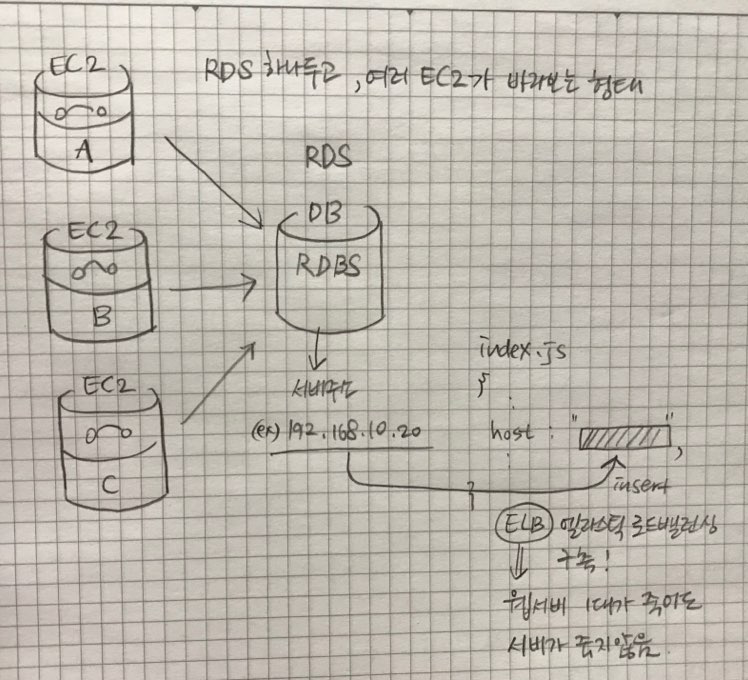 RDS 하나두고, 여러 EC2가 바라보는 형태
EC2
A
EC2
B
EC2
C
RDS
DB
RDBS
서버주소
(ex) 192.168.10.20
index.js
{
:
host : " ",
:
}
insert
ELB 엘라스틱 로드밸런싱
구축!
웹서버 1대가 죽어도
서버가 죽지않음.